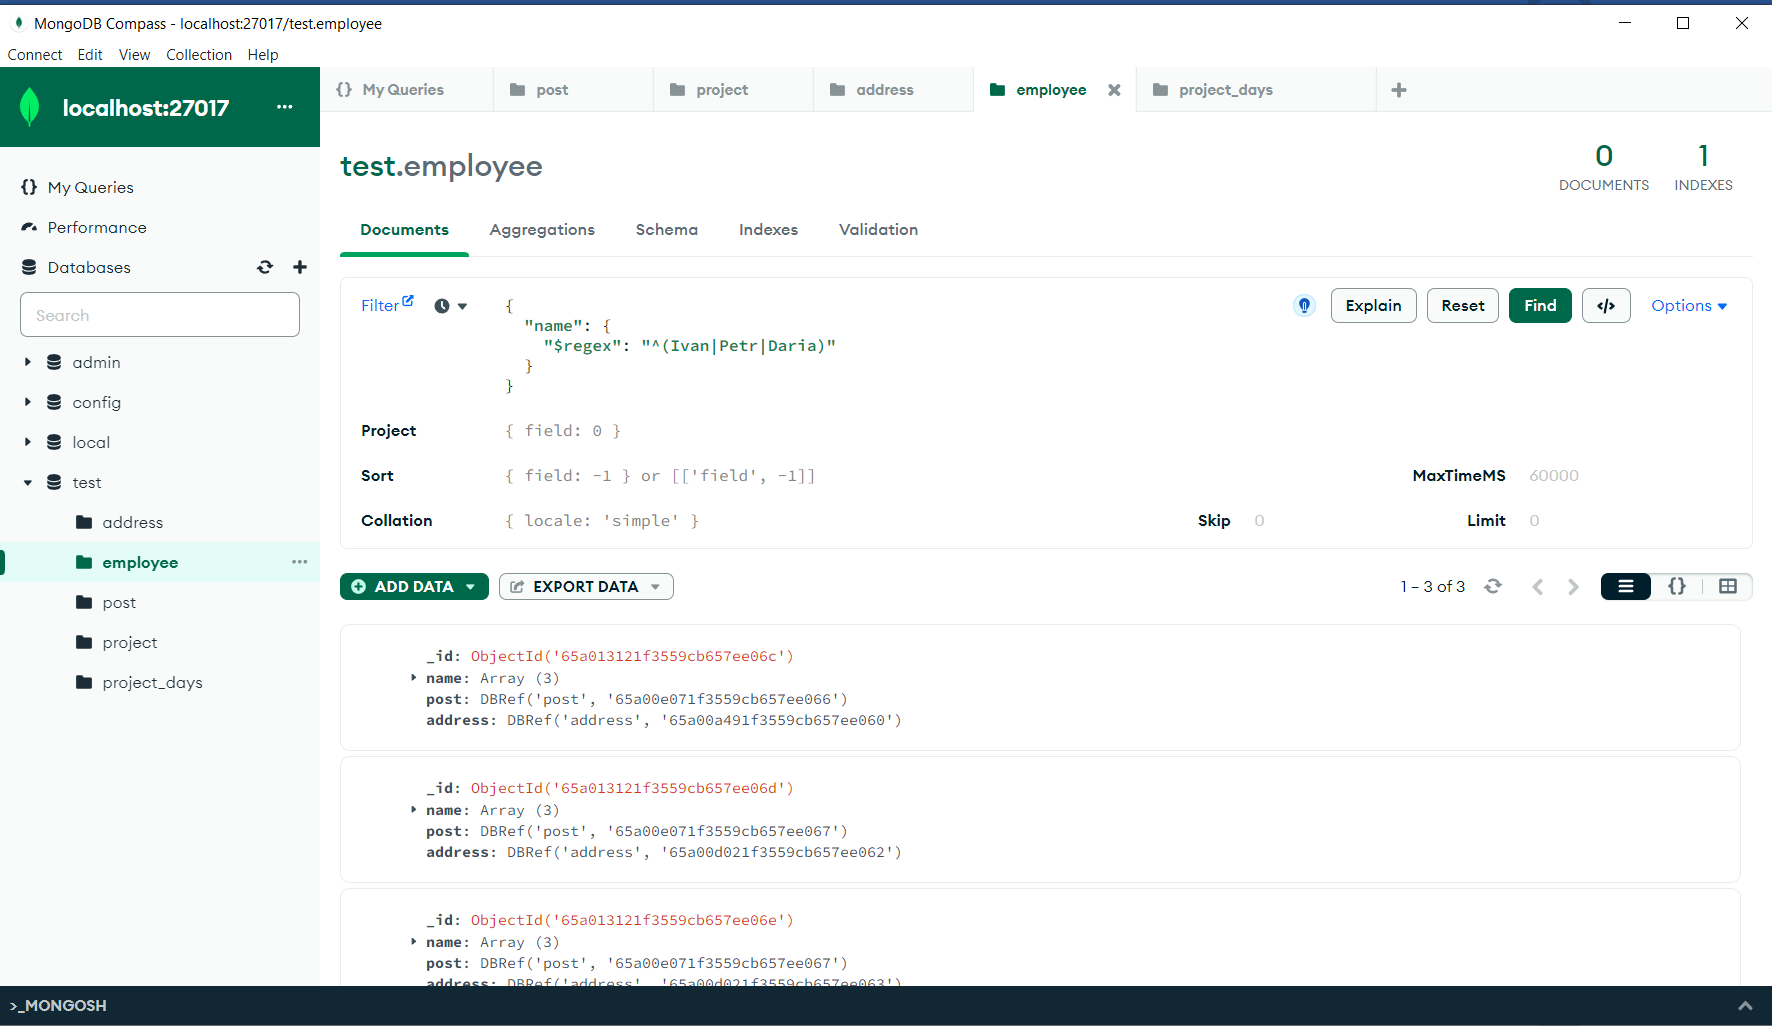 MongoDB Compass - localhost:27017/test.employee
Connect Edit View Collection Help
localhost:27017 ...
{} My Queries
post
project
address
employee
project_days
{} My Queries
Performance
Databases
Search
admin
config
local
test
address
employee ...
post
project
project_days
test.employee
0 DOCUMENTS
1 INDEXES
Documents Aggregations Schema Indexes Validation
Filter
{
"name": {
"$regex": "^(Ivan|Petr|Daria)"
}
}
Explain Reset Find </> Options
Project { field: 0 }
Sort { field: -1 } or [['field', -1]]
MaxTimeMS 60000
Collation { locale: 'simple' }
Skip 0
Limit 0
ADD DATA EXPORT DATA
1 – 3 of 3
{}
_id: ObjectId('65a013121f3559cb657ee06c')
name: Array (3)
post: DBRef('post', '65a00e071f3559cb657ee066')
address: DBRef('address', '65a00a491f3559cb657ee060')
_id: ObjectId('65a013121f3559cb657ee06d')
name: Array (3)
post: DBRef('post', '65a00e071f3559cb657ee067')
address: DBRef('address', '65a00d021f3559cb657ee062')
_id: ObjectId('65a013121f3559cb657ee06e')
name: Array (3)
post: DBRef('post', '65a00e071f3559cb657ee067')
address: DBRef('address', '65a00d021f3559cb657ee063')
>_MONGOSH